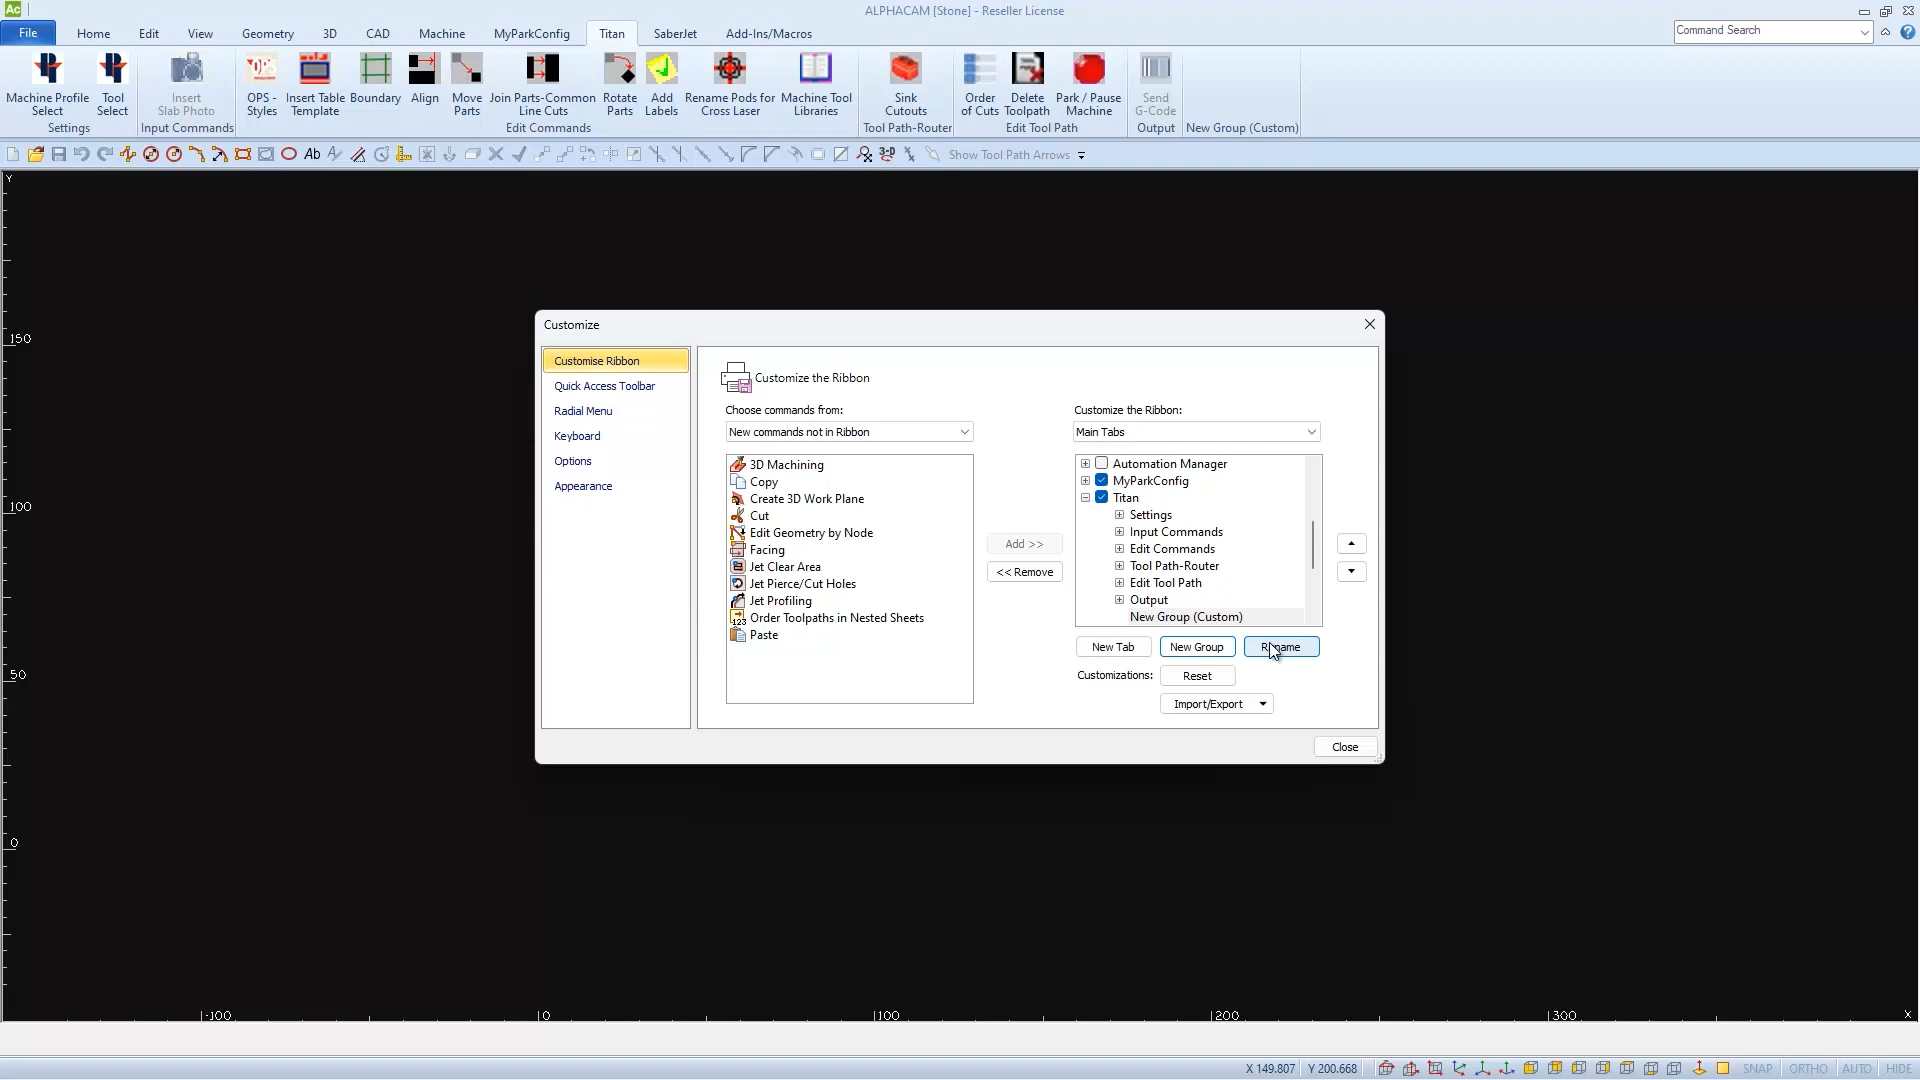 Ac
ALPHACAM [Stone] - Reseller License
File Home Edit View Geometry 3D CAD Machine MyParkConfig Titan SaberJet Add-Ins/Macros
Command Search
Machine Profile Select
Tool Select
Settings
Insert Slab Photo
Input Commands
OPS - Styles
Insert Table Template
Boundary
Align
Move Parts
Join Parts-Common Line Cuts
Rotate Parts
Add Labels
Rename Pods for Cross Laser
Machine Tool Libraries
Edit Commands
Sink Cutouts
Tool Path-Router
Order of Cuts
Delete Toolpath
Park / Pause Machine
Edit Tool Path
Send G-Code
Output
New Group (Custom)
Ab
3-D
Show Tool Path Arrows
Y
150
100
50
0
Customize
Customise Ribbon
Quick Access Toolbar
Radial Menu
Keyboard
Options
Appearance
Customize the Ribbon
Choose commands from:
New commands not in Ribbon
3D Machining
Copy
Create 3D Work Plane
Cut
Edit Geometry by Node
Facing
Jet Clear Area
Jet Pierce/Cut Holes
Jet Profiling
Order Toolpaths in Nested Sheets
Paste
Add >>
<< Remove
Customize the Ribbon:
Main Tabs
Automation Manager
MyParkConfig
Titan
Settings
Input Commands
Edit Commands
Tool Path-Router
Edit Tool Path
Output
New Group (Custom)
New Tab New Group Rename
Customizations: Reset
Import/Export
Close
-100 0 100 200 300 X
X 149.807 Y 200.668 SNAP ORTHO AUTO HIDE